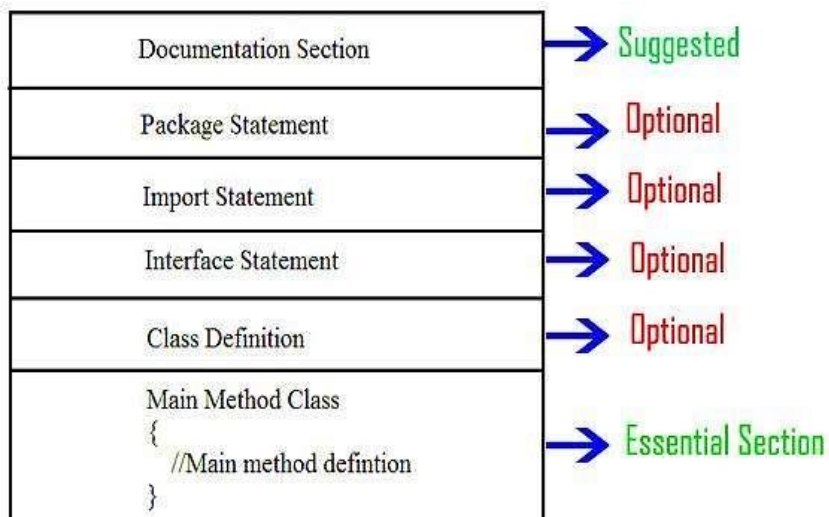 Documentation Section
Suggested
Package Statement
Optional
Import Statement
Optional
Interface Statement
Optional
Class Definition
Optional
Main Method Class
{
//Main method defintion
}
Essential Section